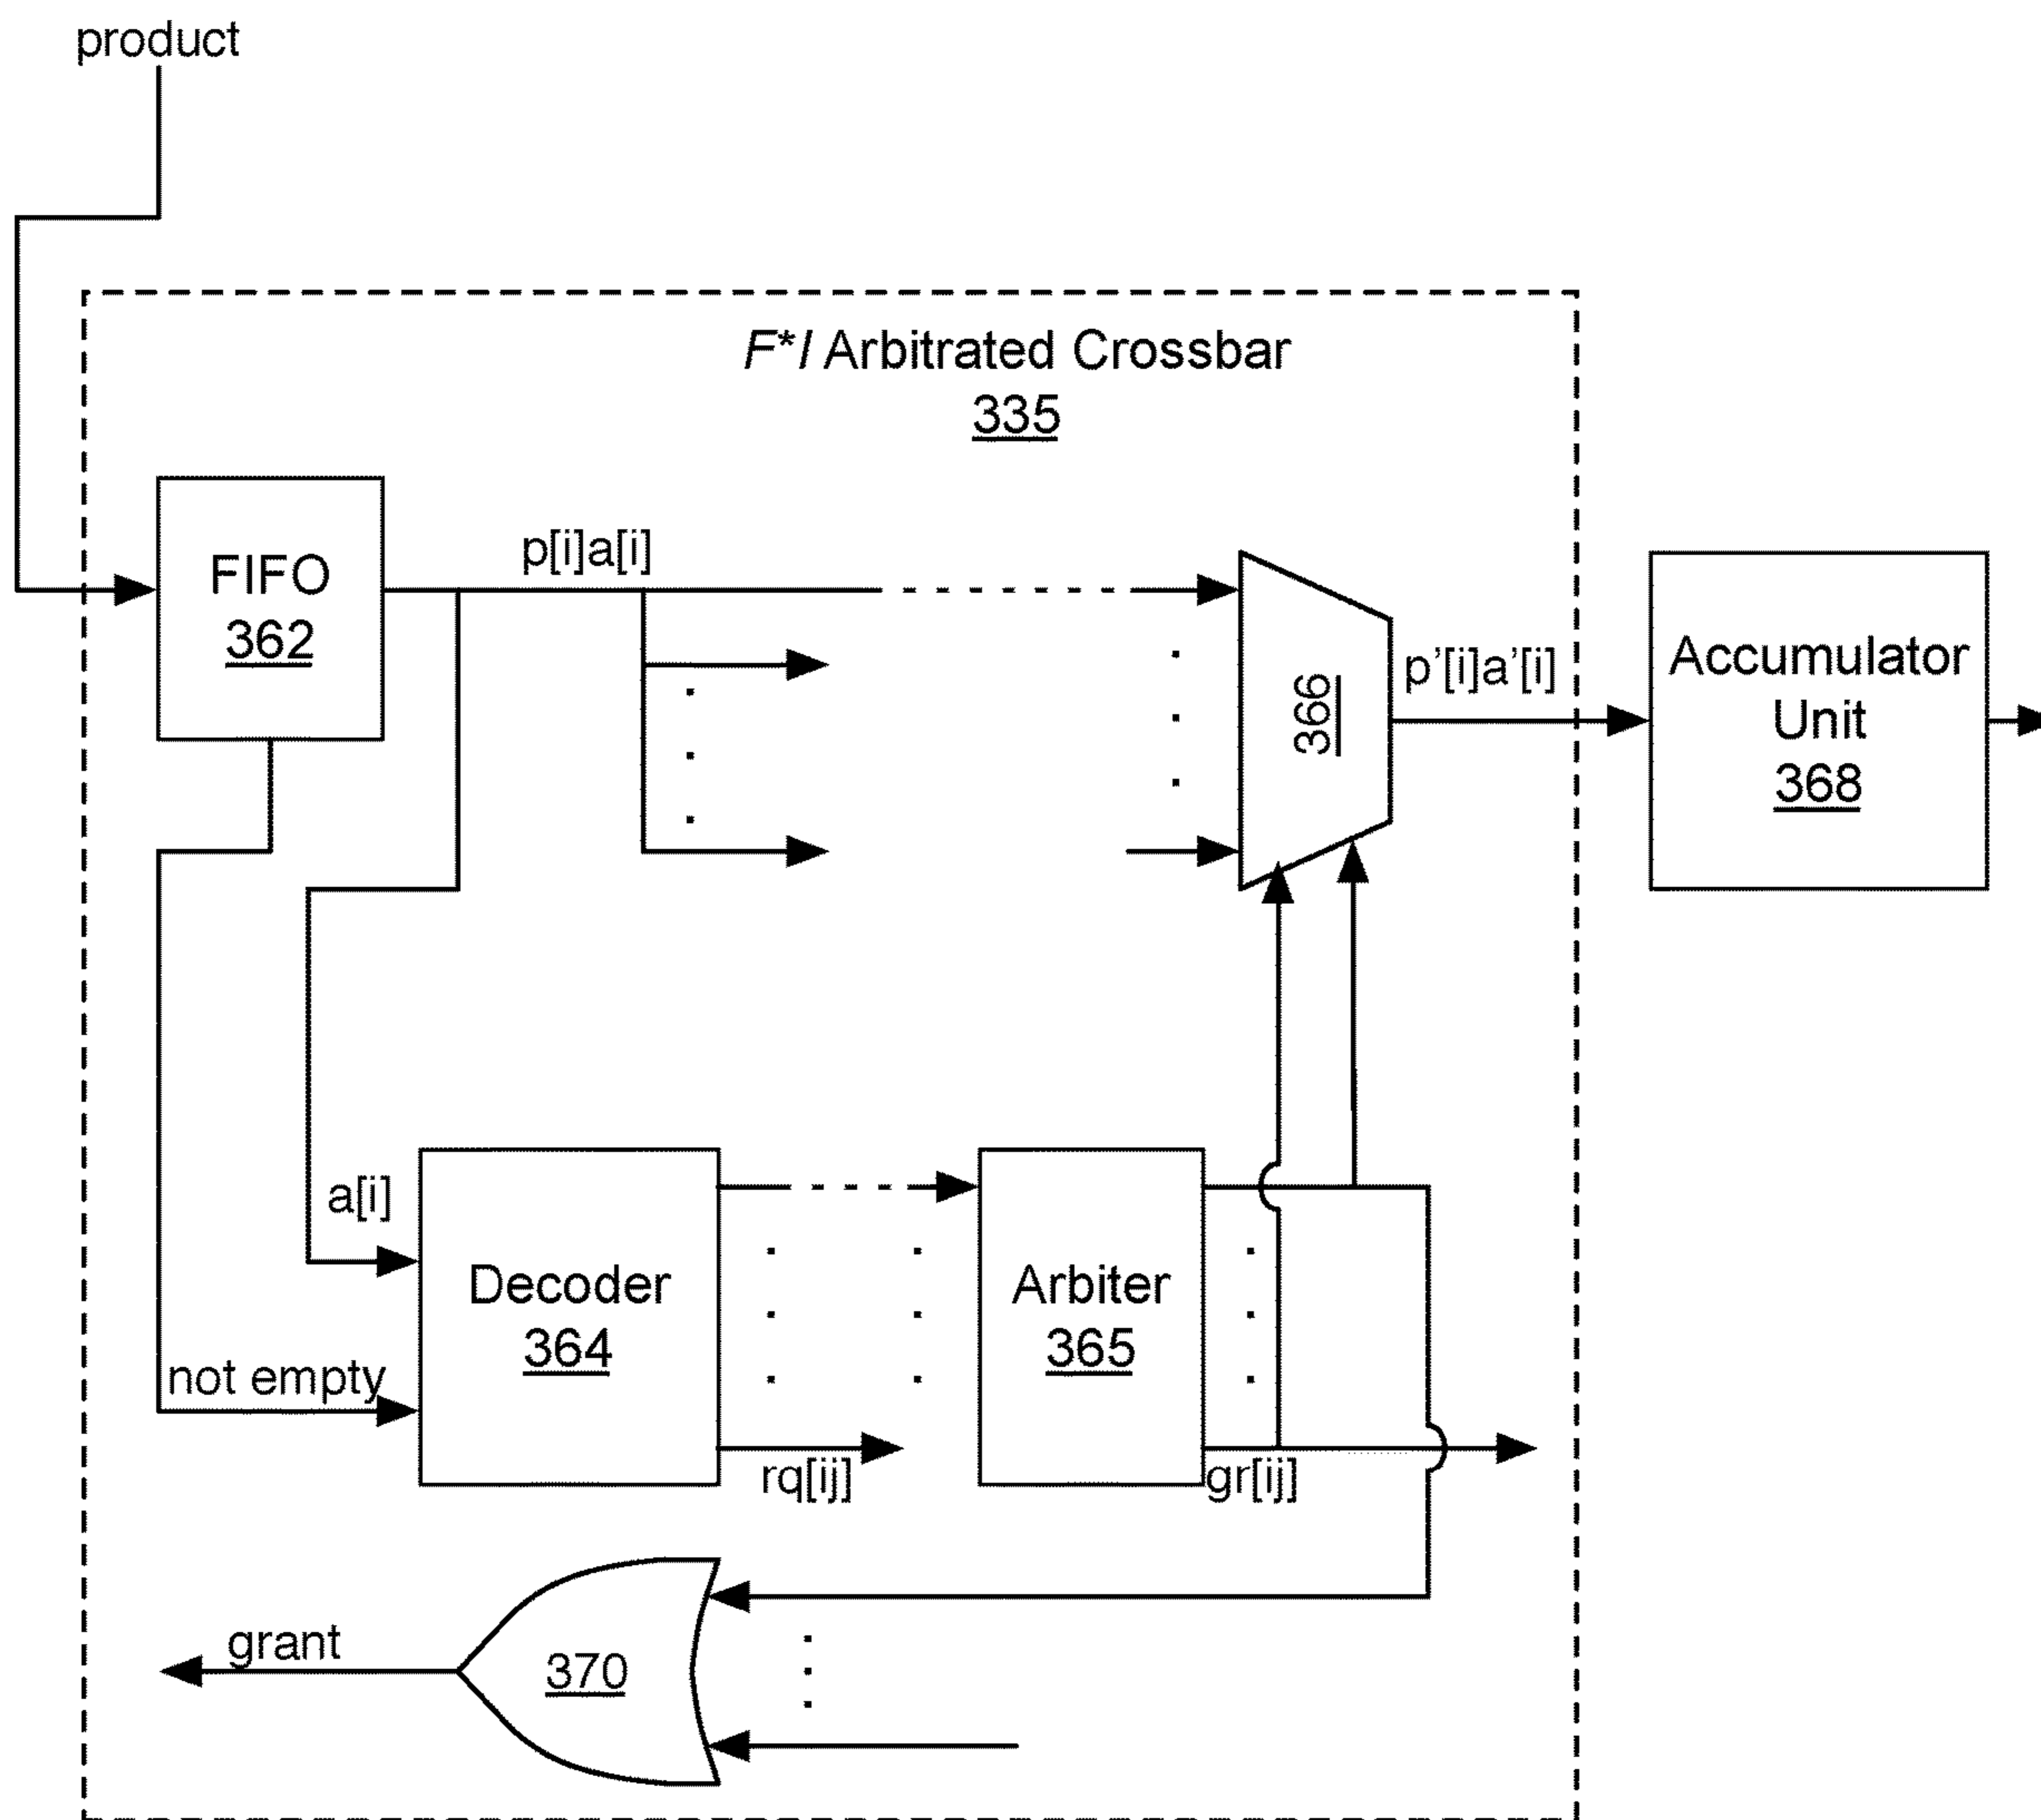 product
F*I Arbitrated Crossbar
335
p[i]a[i]
FIFO
362
366
p'[i]a'[i]
Accumulator
Unit
368
a[i]
Decoder
364
Arbiter
365
not empty
rq[ij]
gr[ij]
grant
370